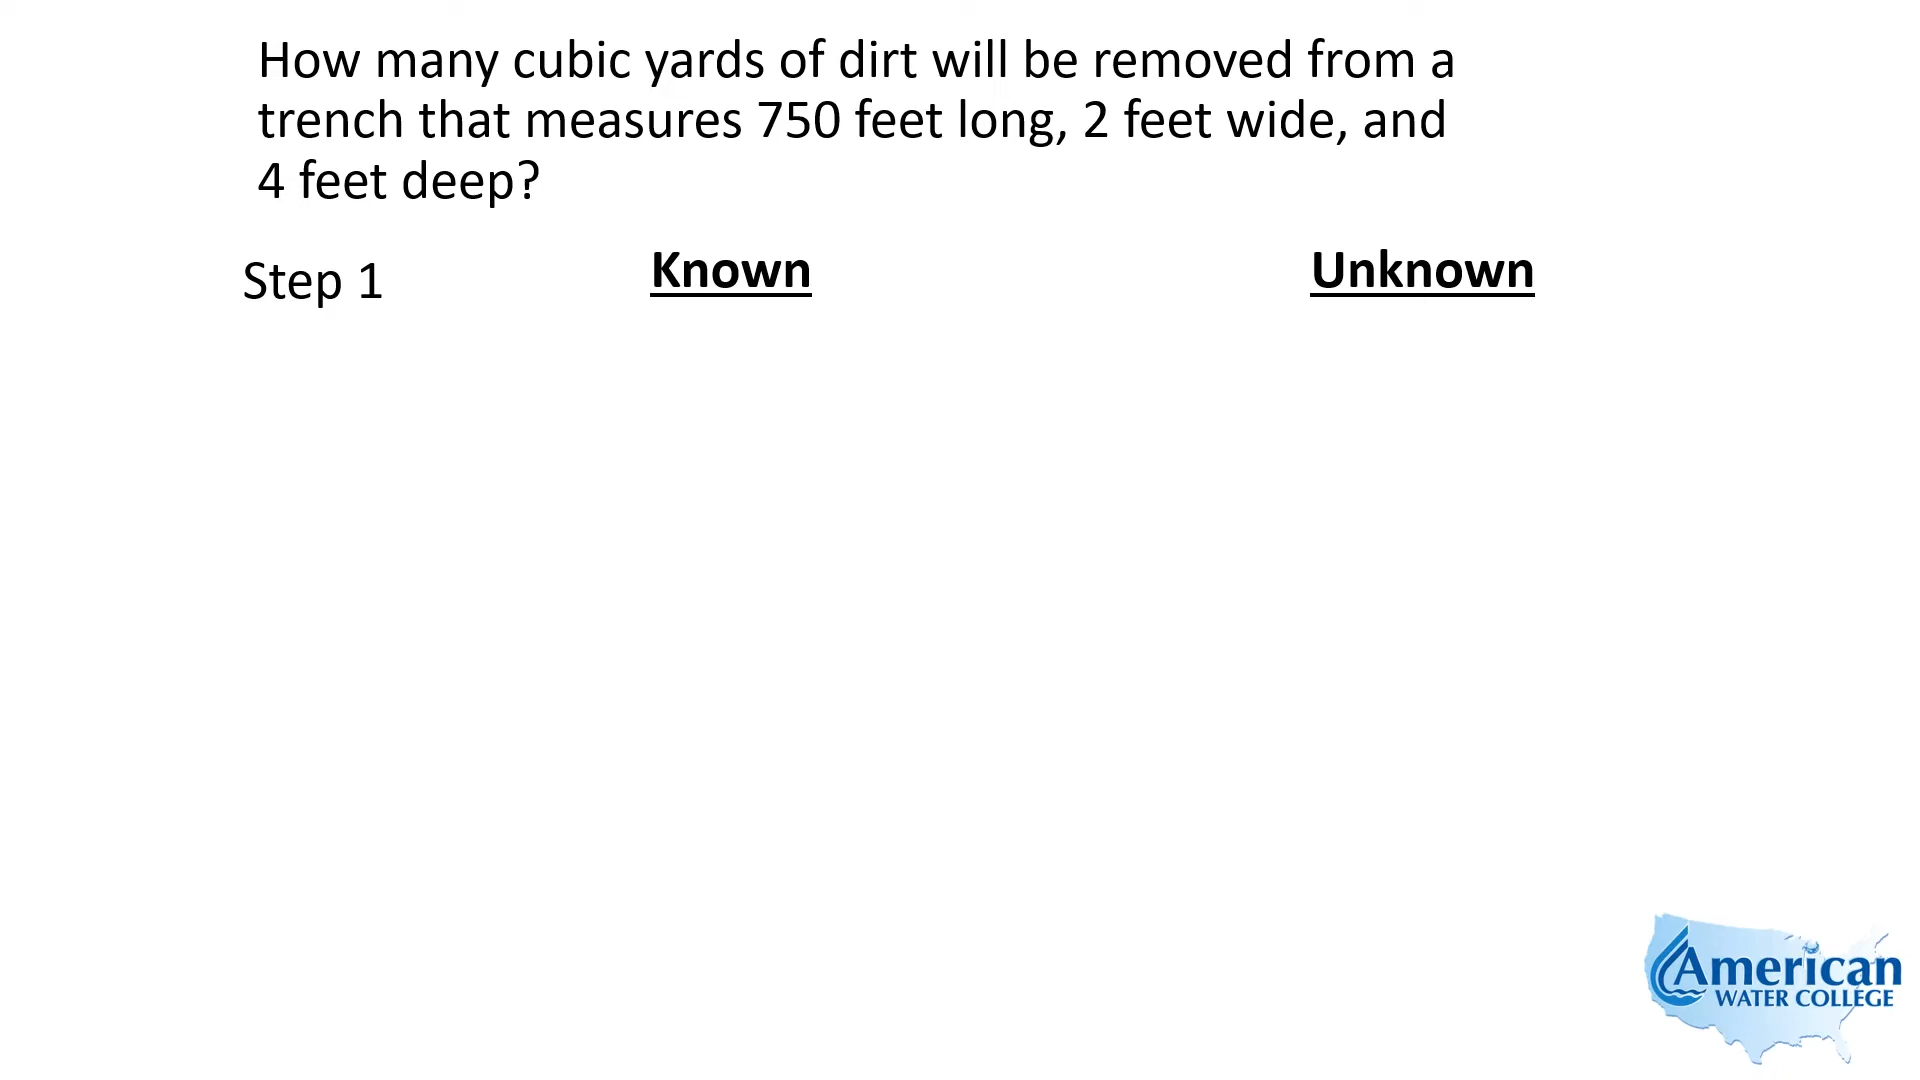 How many cubic yards of dirt will be removed from a
trench that measures 750 feet long, 2 feet wide, and
4 feet deep?
Step 1 Known Unknown
American
WATER COLLEGE